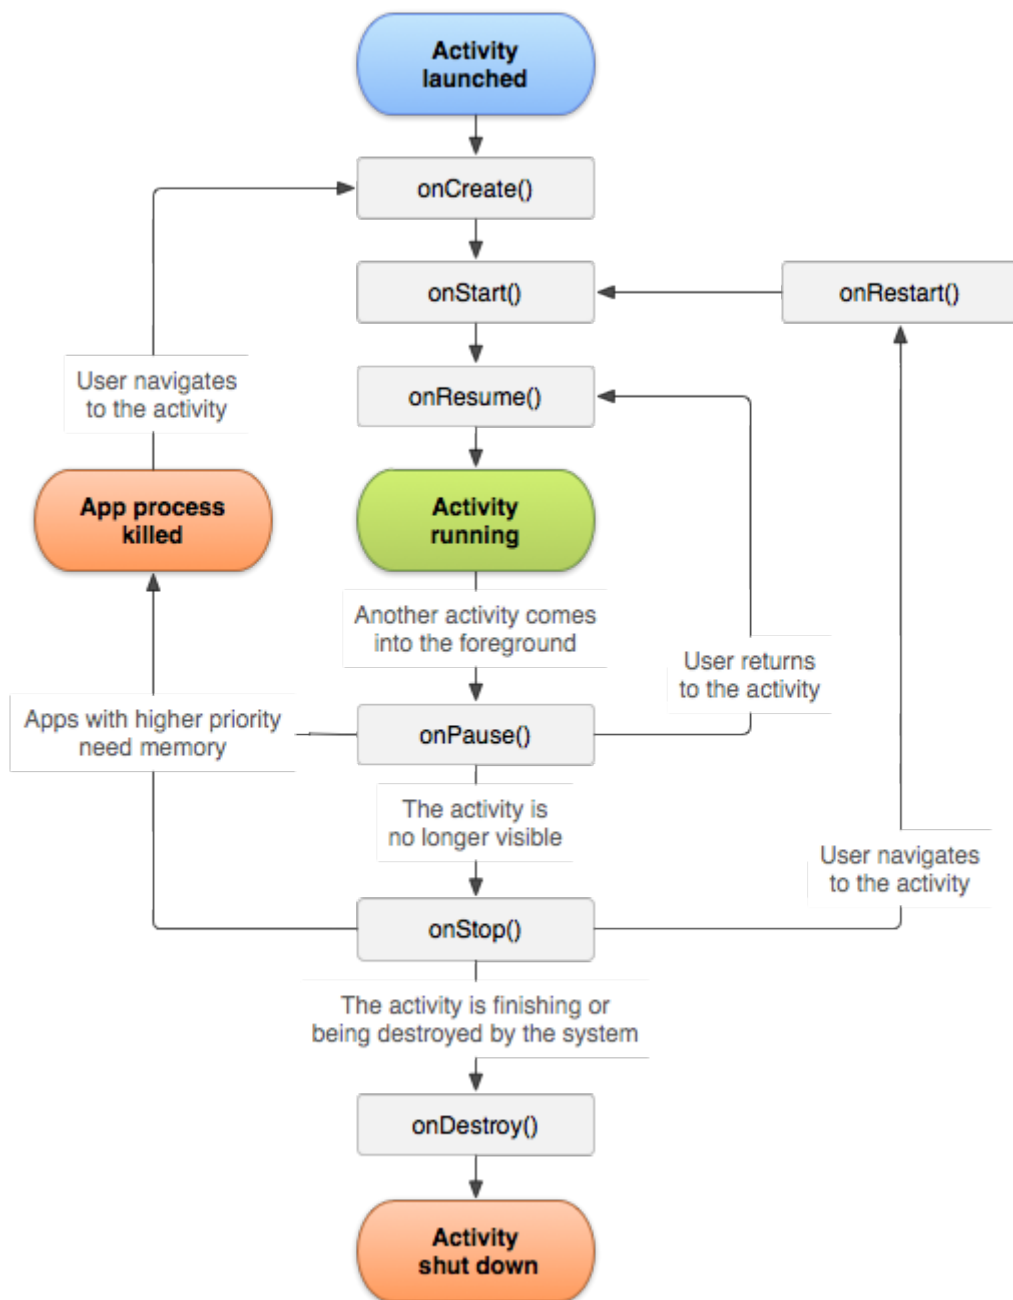 Activity
launched
onCreate()
onStart()
onRestart()
User navigates
to the activity
onResume()
App process
killed
Activity
running
Another activity comes
into the foreground
User returns
to the activity
Apps with higher priority
need memory
onPause()
The activity is
no longer visible
User navigates
to the activity
onStop()
The activity is finishing or
being destroyed by the system
onDestroy()
Activity
shut down